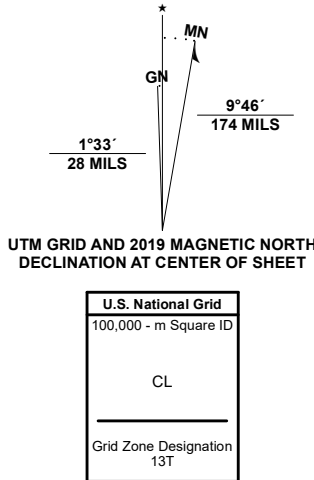 ★
MN
GN
9°46´
174 MILS
1°33´
28 MILS
UTM GRID AND 2019 MAGNETIC NORTH
DECLINATION AT CENTER OF SHEET
U.S. National Grid
100,000 - m Square ID
CL
Grid Zone Designation
13T